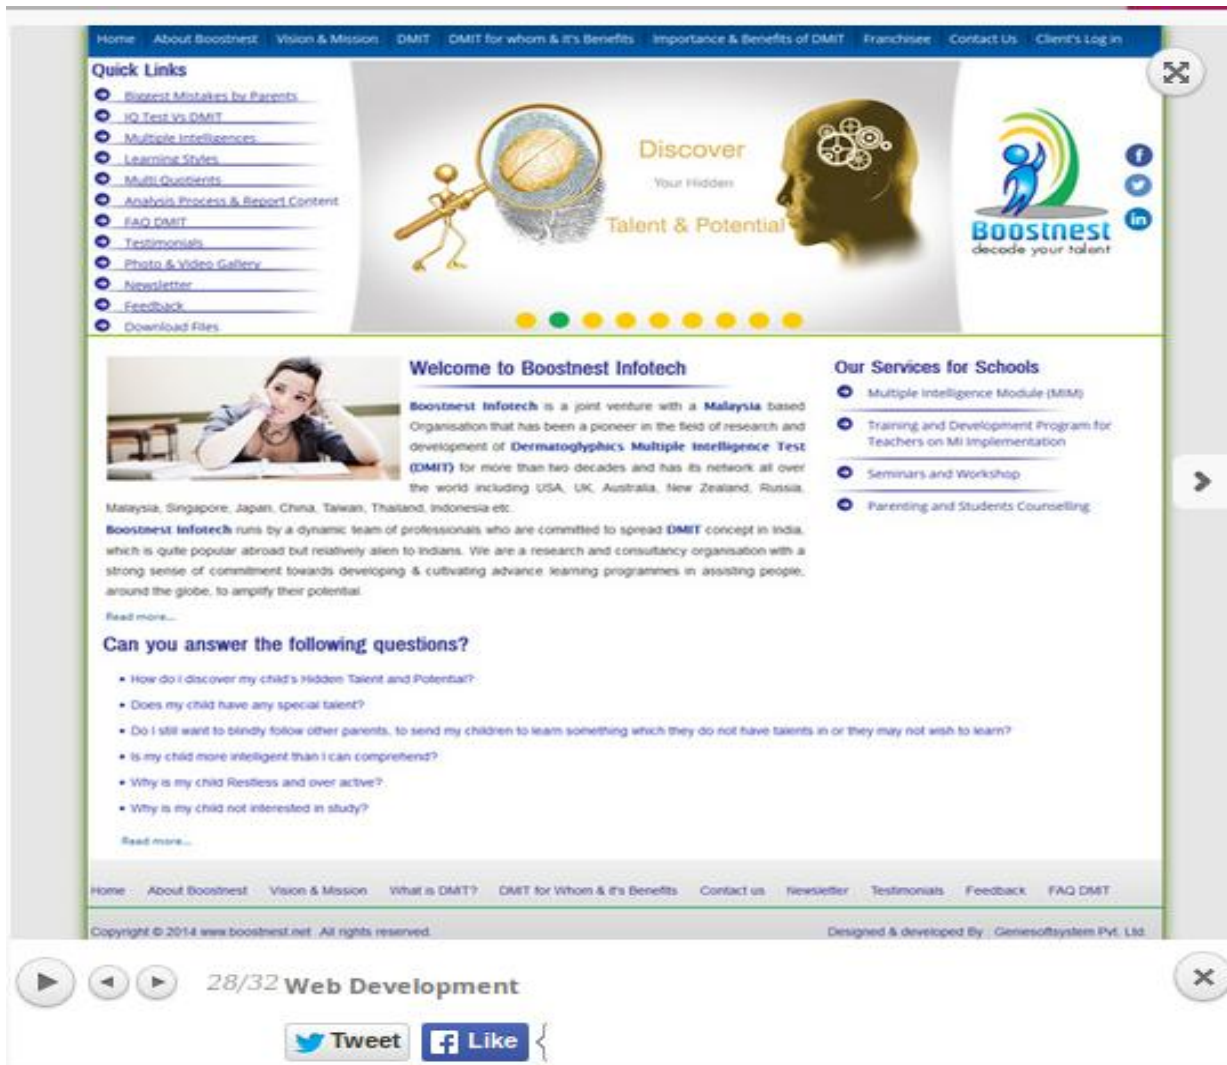 Home About Boostnest Vision & Mission DMIT DMIT for whom & It's Benefits Importance & Benefits of DMIT Franchisee Contact Us Client's Log in
Quick Links
Biggest Mistakes by Parents
IQ Test Vs DMIT
Multiple Intelligences
Learning Styles
Multi Quotients
Analysis Process & Report Content
FAQ DMIT
Testimonials
Photo & Video Gallery
Newsletter
Feedback
Download Files
Discover
Your Hidden
Talent & Potential
Boostnest
decode your talent
Welcome to Boostnest Infotech
Boostnest Infotech is a joint venture with a Malaysia based
Organisation that has been a pioneer in the field of research and
development of Dermatoglyphics Multiple Intelligence Test
(DMIT) for more than two decades and has its network all over
the world including USA, UK, Australia, New Zealand, Russia,
Malaysia, Singapore, Japan, China, Taiwan, Thailand, Indonesia etc.
Boostnest Infotech runs by a dynamic team of professionals who are committed to spread DMIT concept in India,
which is quite popular abroad but relatively alien to Indians. We are a research and consultancy organisation with a
strong sense of commitment towards developing & cultivating advance learning programmes in assisting people,
around the globe, to amplify their potential.
Read more...
Our Services for Schools
Multiple Intelligence Module (MIM)
Training and Development Program for
Teachers on MI Implementation
Seminars and Workshop
Parenting and Students Counselling
Can you answer the following questions?
• How do I discover my child's Hidden Talent and Potential?
• Does my child have any special talent?
• Do I still want to blindly follow other parents, to send my children to learn something which they do not have talents in or they may not wish to learn?
• Is my child more intelligent than I can comprehend?
• Why is my child Restless and over active?
• Why is my child not interested in study?
Read more...
Home About Boostnest Vision & Mission What is DMIT? DMIT for Whom & It's Benefits Contact us Newsletter Testimonials Feedback FAQ DMIT
Copyright © 2014 www.boostnest.net All rights reserved. Designed & developed By : Geniesoftsystem Pvt. Ltd.
28/32 Web Development
Tweet Like